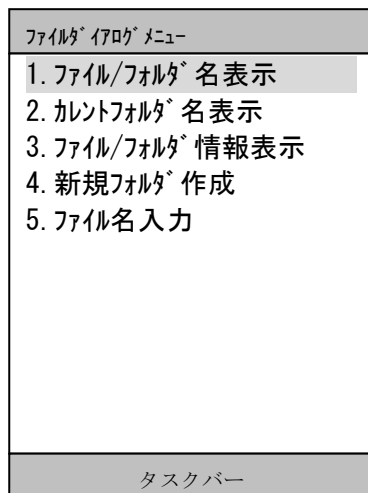 ﾌｧｲﾙﾀﾞｲｱﾛｸﾞﾒﾆｭｰ
1. ﾌｧｲﾙ/ﾌｫﾙﾀﾞ名表示
2. ｶﾚﾝﾄﾌｫﾙﾀﾞ名表示
3. ﾌｧｲﾙ/ﾌｫﾙﾀﾞ情報表示
4. 新規ﾌｫﾙﾀﾞ作成
5. ﾌｧｲﾙ名入力
タスクバー